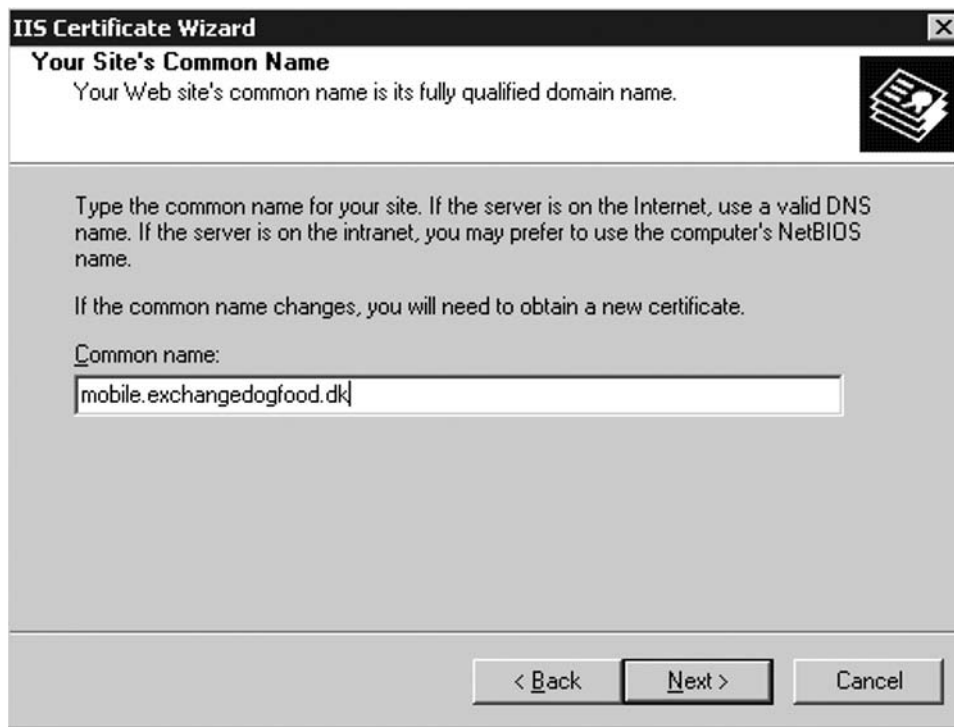 IIS Certificate Wizard
Your Site's Common Name
Your Web site's common name is its fully qualified domain name.
Type the common name for your site. If the server is on the Internet, use a valid DNS
name. If the server is on the intranet, you may prefer to use the computer's NetBIOS
name.
If the common name changes, you will need to obtain a new certificate.
Common name:
mobile.exchangedogfood.dk
< Back
Next >
Cancel